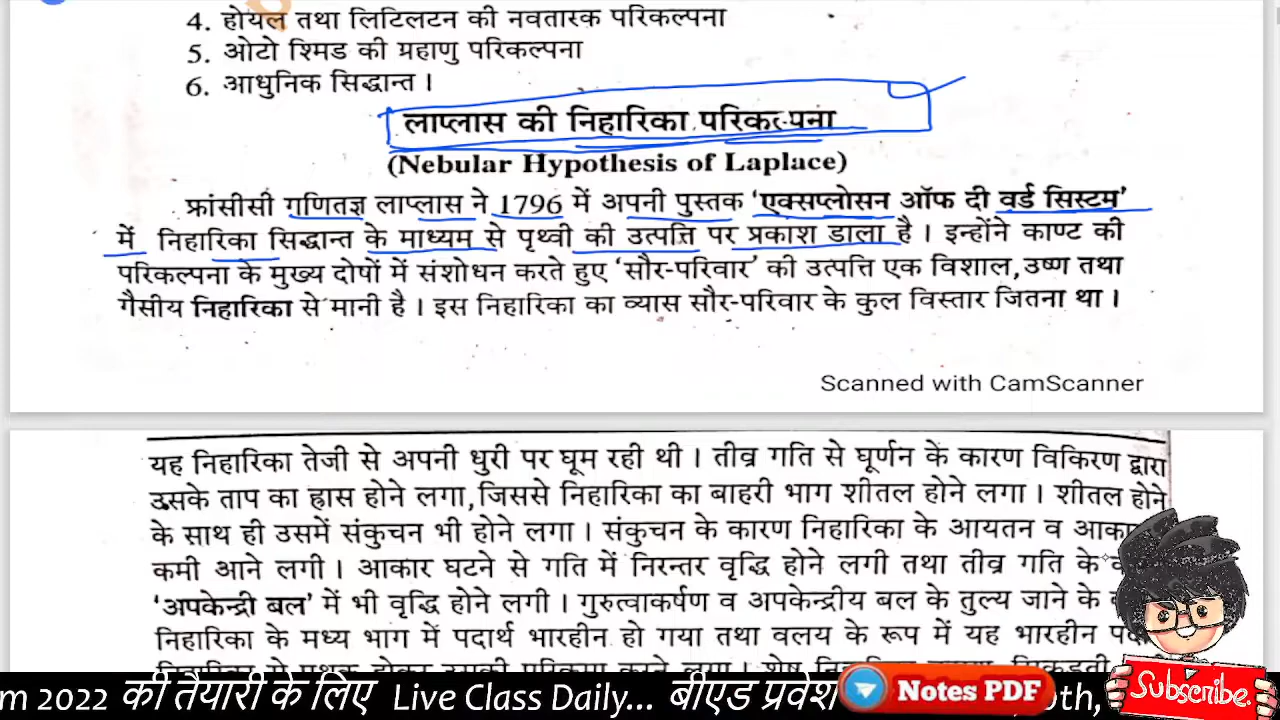 4. होयल तथा लिटिलटन की नवतारक परिकल्पना
5. ओटो श्मिड की ग्रहाणु परिकल्पना
6. आधुनिक सिद्धान्त ।
लाप्लास की निहारिका परिकल्पना
(Nebular Hypothesis of Laplace)
फ्रांसीसी गणितज्ञ लाप्लास ने 1796 में अपनी पुस्तक 'एक्सप्लोसन ऑफ दी वर्ड सिस्टम'
में निहारिका सिद्धान्त के माध्यम से पृथ्वी की उत्पत्ति पर प्रकाश डाला है । इन्होंने काण्ट की
परिकल्पना के मुख्य दोषों में संशोधन करते हुए 'सौर-परिवार' की उत्पत्ति एक विशाल, उष्ण तथा
गैसीय निहारिका से मानी है । इस निहारिका का व्यास सौर-परिवार के कुल विस्तार जितना था ।
Scanned with CamScanner
यह निहारिका तेजी से अपनी धुरी पर घूम रही थी । तीव्र गति से घूर्णन के कारण विकिरण द्वारा
उसके ताप का ह्रास होने लगा, जिससे निहारिका का बाहरी भाग शीतल होने लगा । शीतल होने
के साथ ही उसमें संकुचन भी होने लगा । संकुचन के कारण निहारिका के आयतन व
कमी आने लगी । आकार घटने से गति में निरन्तर वृद्धि होने लगी तथा तीव्र गति के
'अपकेन्द्री बल' में भी वृद्धि होने लगी । गुरुत्वाकर्षण व अपकेन्द्रीय बल के तुल्य जाने के
निहारिका के मध्य भाग में पदार्थ भारहीन हो गया तथा वलय के रूप में यह भारहीन
m 2022 की तैयारी के लिए Live Class Daily... बीएड प्रवेश
Notes PDF
Subscribe.